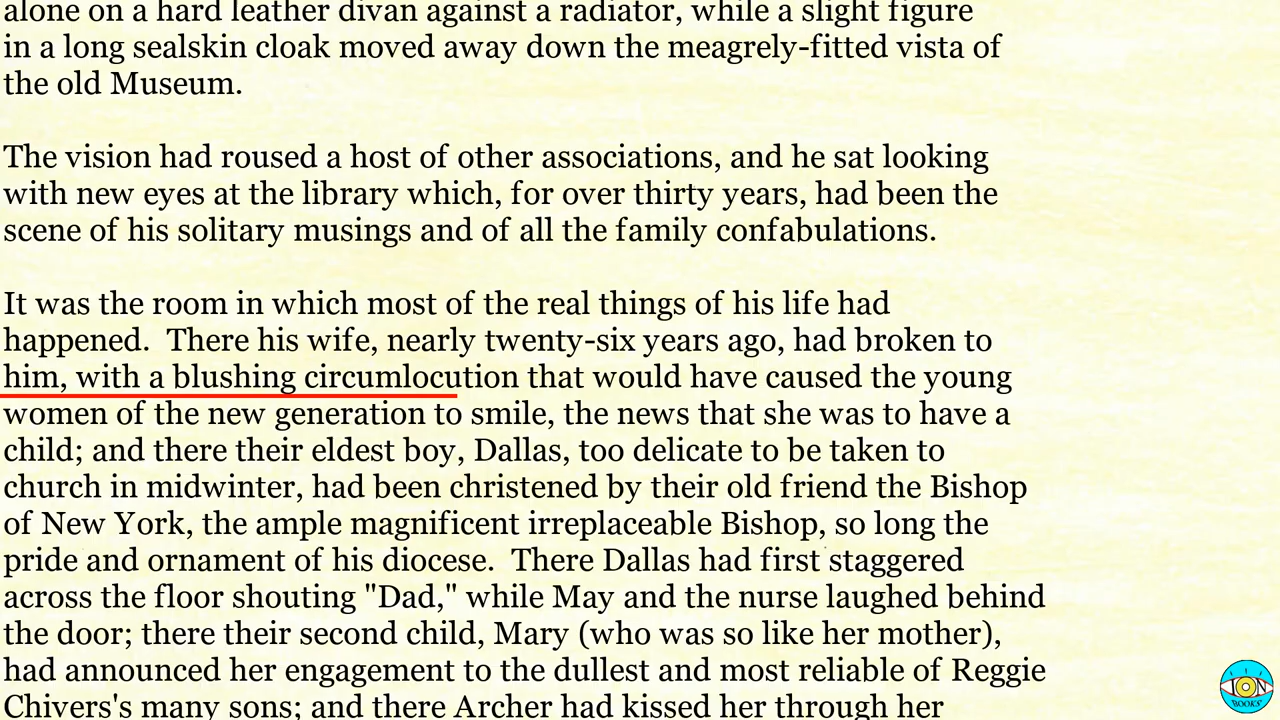 alone on a hard leather divan against a radiator, while a slight figure
in a long sealskin cloak moved away down the meagrely-fitted vista of
the old Museum.
The vision had roused a host of other associations, and he sat looking
with new eyes at the library which, for over thirty years, had been the
scene of his solitary musings and of all the family confabulations.
It was the room in which most of the real things of his life had
happened.  There his wife, nearly twenty-six years ago, had broken to
him, with a blushing circumlocution that would have caused the young
women of the new generation to smile, the news that she was to have a
child; and there their eldest boy, Dallas, too delicate to be taken to
church in midwinter, had been christened by their old friend the Bishop
of New York, the ample magnificent irreplaceable Bishop, so long the
pride and ornament of his diocese.  There Dallas had first staggered
across the floor shouting "Dad," while May and the nurse laughed behind
the door; there their second child, Mary (who was so like her mother),
had announced her engagement to the dullest and most reliable of Reggie
Chivers's many sons; and there Archer had kissed her through her
ION
BOOKS